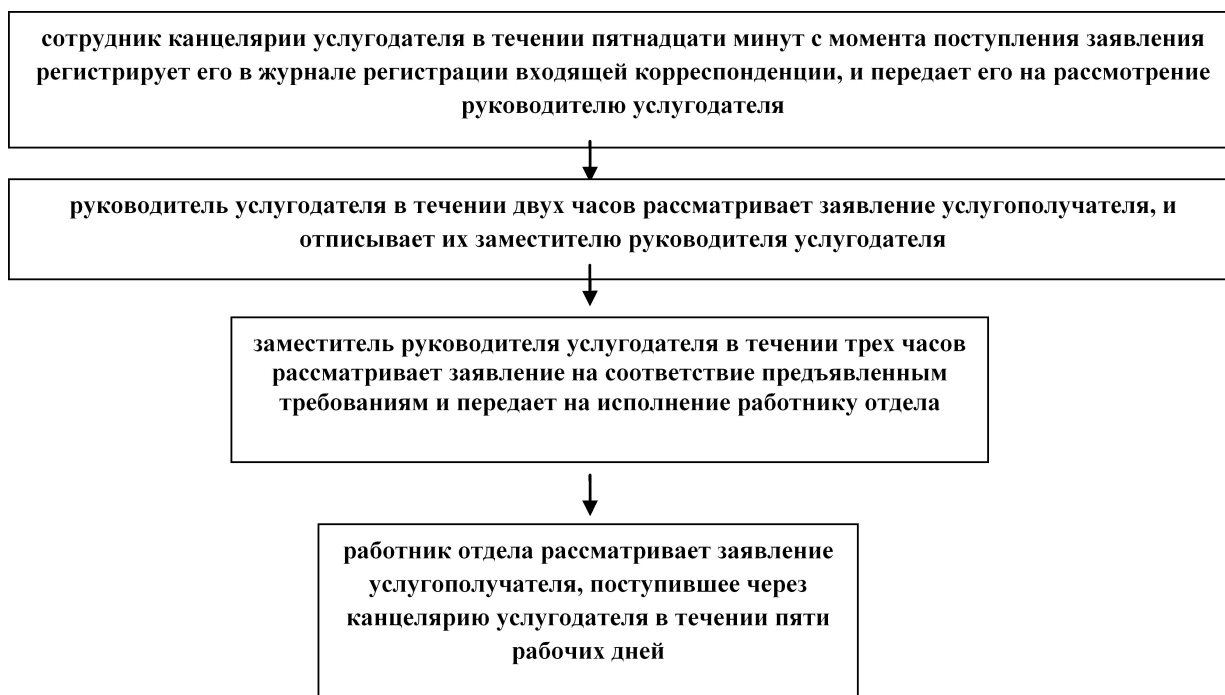 сотрудник канцелярии услугодателя в течении пятнадцати минут с момента поступления заявления
регистрирует его в журнале регистрации входящей корреспонденции, и передает его на рассмотрение
руководителю услугодателя
руководитель услугодателя в течении двух часов рассматривает заявление услугополучателя, и
отписывает их заместителю руководителя услугодателя
заместитель руководителя услугодателя в течении трех часов
рассматривает заявление на соответствие предъявленным
требованиям и передает на исполнение работнику отдела
работник отдела рассматривает заявление
услугополучателя, поступившее через
канцелярию услугодателя в течении пяти
рабочих дней